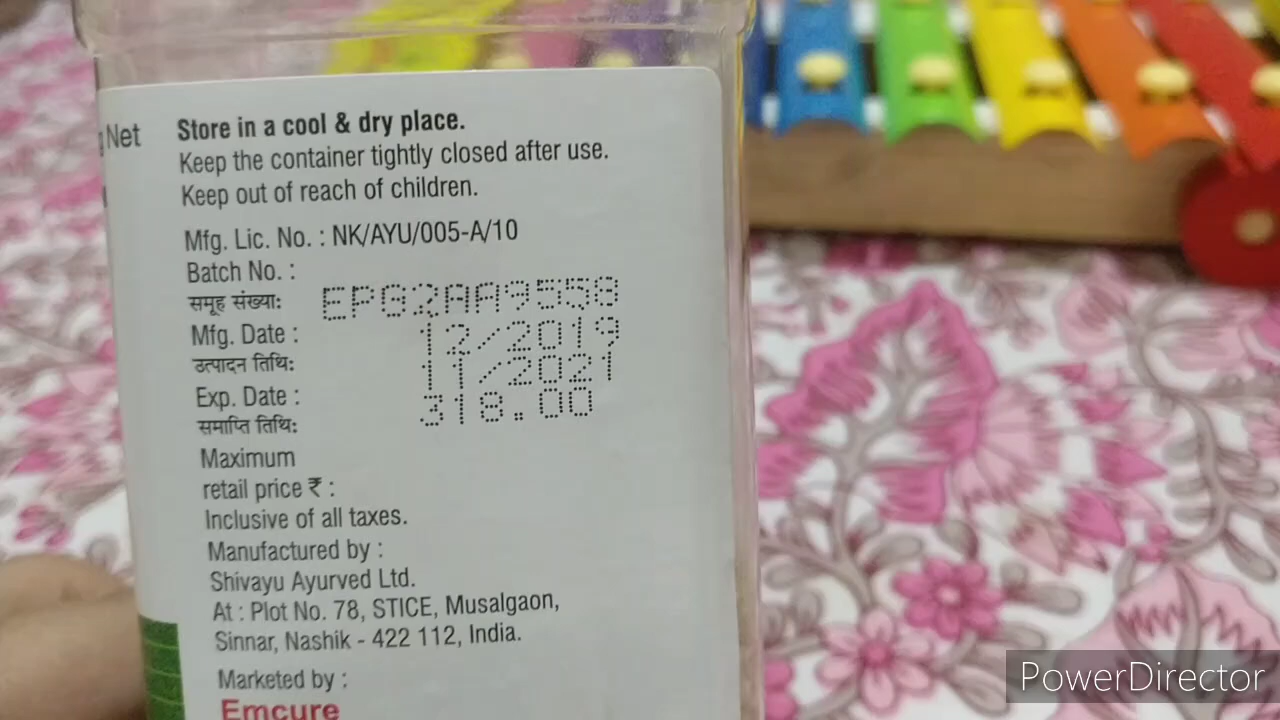 Net
Store in a cool & dry place.
Keep the container tightly closed after use.
Keep out of reach of children.
Mfg. Lic. No. : NK/AYU/005-A/10
Batch No. :
समूह संख्या: EPG2AA9558
Mfg. Date : 12/2019
उत्पादन तिथि: 11/2021
Exp. Date : 318.00
समाप्ति तिथि:
Maximum
retail price ₹ :
Inclusive of all taxes.
Manufactured by :
Shivayu Ayurved Ltd.
At : Plot No. 78, STICE, Musalgaon,
Sinnar, Nashik - 422 112, India.
Marketed by :
Emcure
PowerDirector